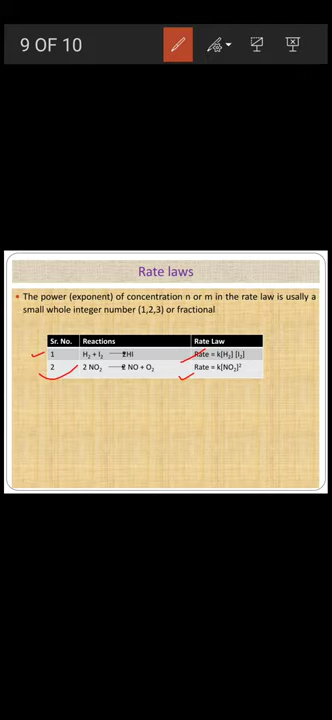 9 OF 10
Rate laws
• The power (exponent) of concentration n or m in the rate law is usally a
small whole integer number (1,2,3) or fractional
Sr. No. Reactions Rate Law
1 H₂ + I₂ → 2HI Rate = k[H₂] [I₂]
2 2 NO₂ → 2 NO + O₂ Rate = k[NO₂]²